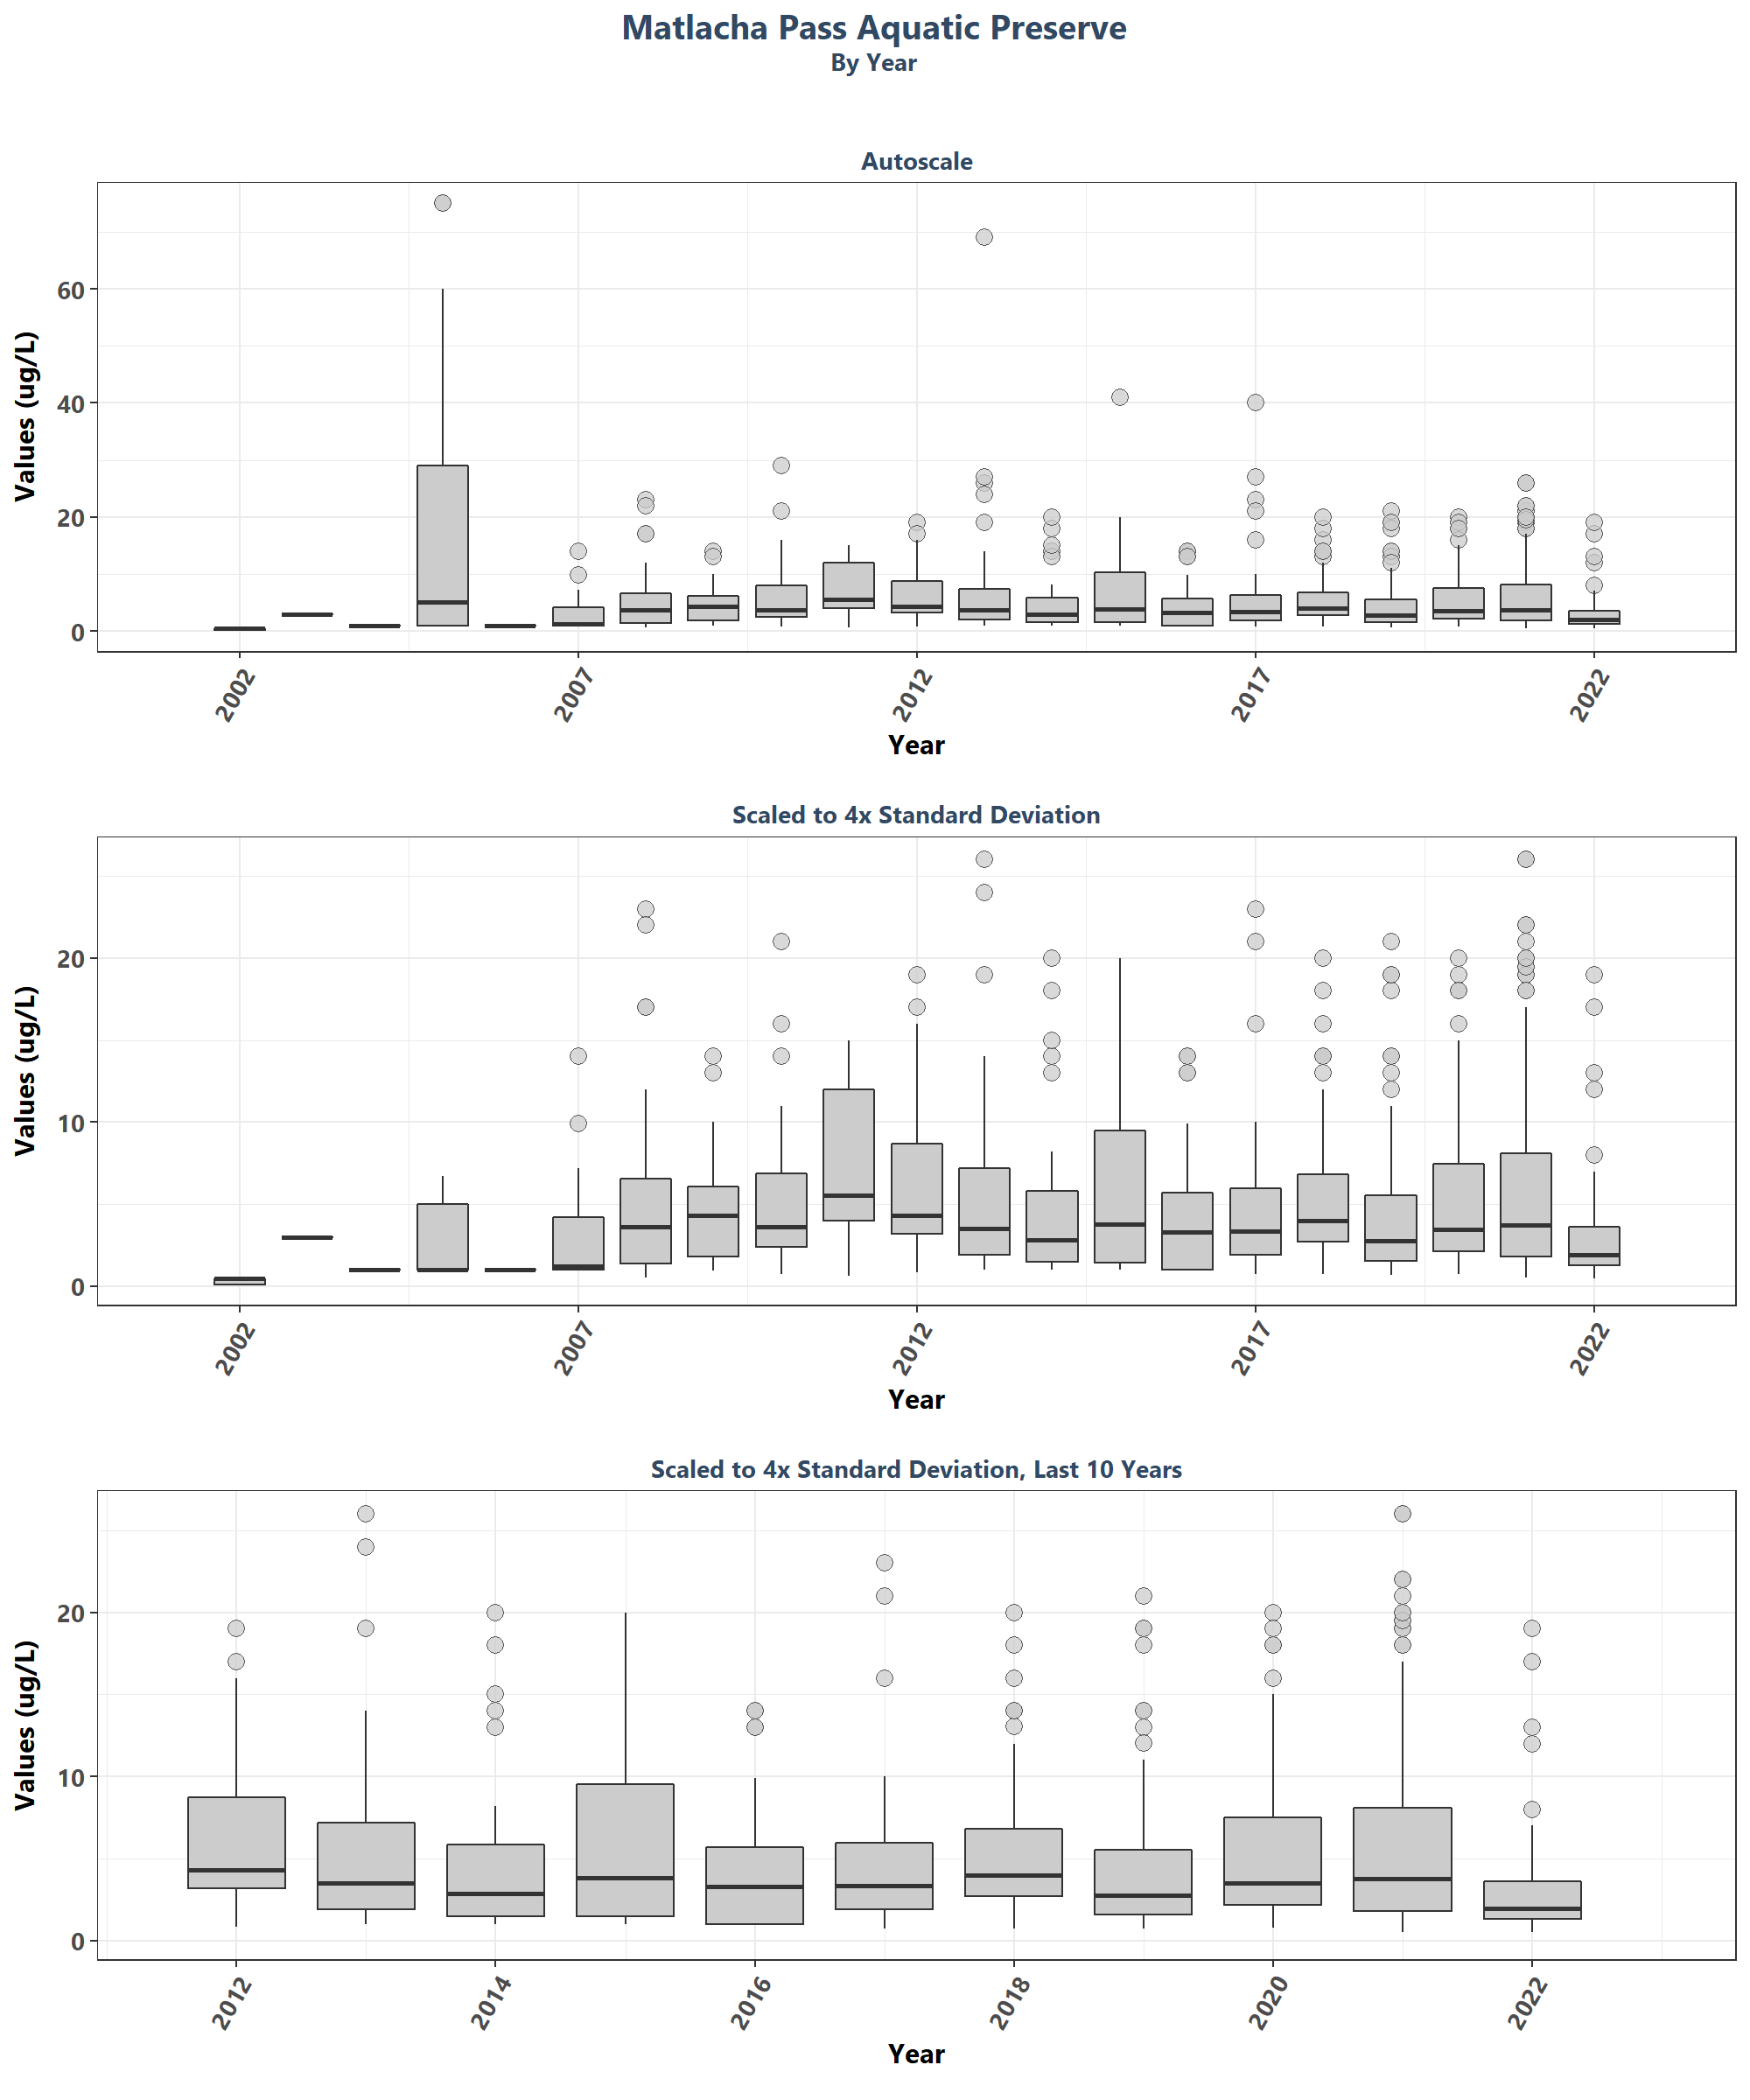 Matlacha Pass Aquatic Preserve
By Year
Autoscale
Values (ug/L)
60
40
20
0
2002
2007
2012
2017
2022
Year
Scaled to 4x Standard Deviation
Values (ug/L)
20
10
0
2002
2007
2012
2017
2022
Year
Scaled to 4x Standard Deviation, Last 10 Years
Values (ug/L)
20
10
0
2012
2014
2016
2018
2020
2022
Year